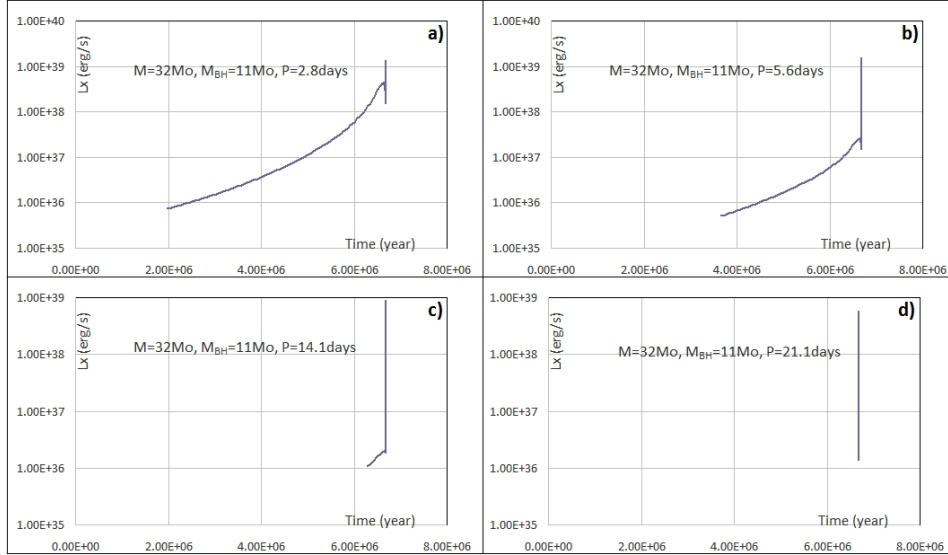 a)
1.00E+40
1.00E+39
1.00E+38
1.00E+37
1.00E+36
1.00E+35
Lx (erg/s)
M=32Mo, MBH=11Mo, P=2.8days
Time (year)
0.00E+00 2.00E+06 4.00E+06 6.00E+06 8.00E+06
b)
1.00E+40
1.00E+39
1.00E+38
1.00E+37
1.00E+36
1.00E+35
Lx (erg/s)
M=32Mo, MBH=11Mo, P=5.6days
Time (year)
0.00E+00 2.00E+06 4.00E+06 6.00E+06 8.00E+06
c)
1.00E+39
1.00E+38
1.00E+37
1.00E+36
1.00E+35
Lx (erg/s)
M=32Mo, MBH=11Mo, P=14.1days
Time (year)
0.00E+00 2.00E+06 4.00E+06 6.00E+06 8.00E+06
d)
1.00E+39
1.00E+38
1.00E+37
1.00E+36
1.00E+35
Lx (erg/s)
M=32Mo, MBH=11Mo, P=21.1days
Time (year)
0.00E+00 2.00E+06 4.00E+06 6.00E+06 8.00E+06